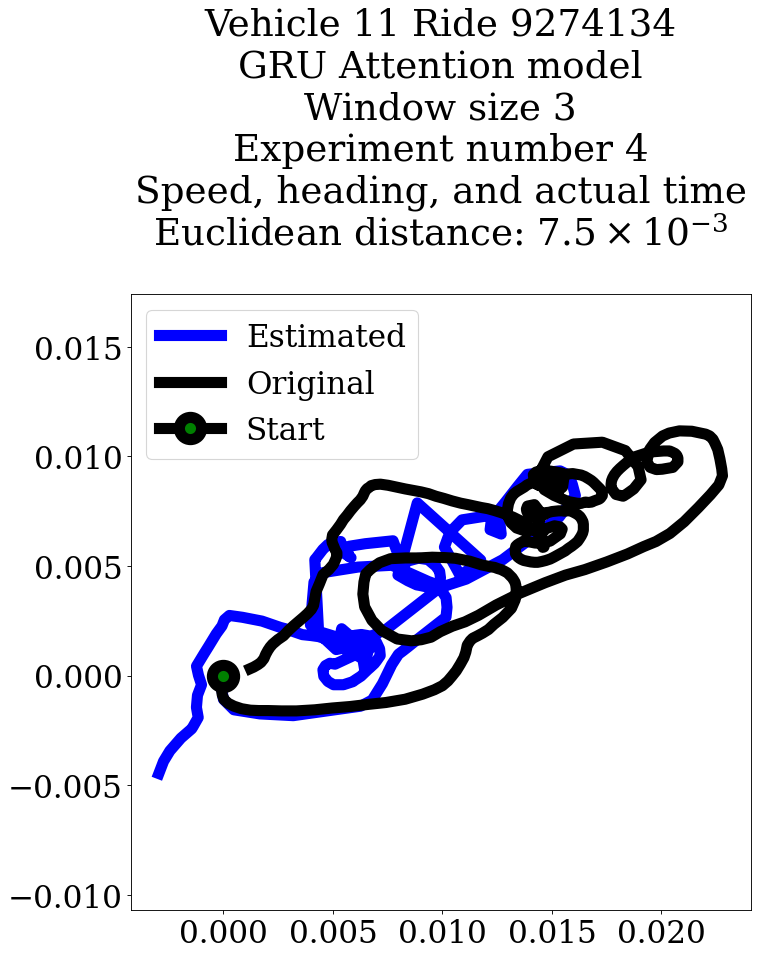 Vehicle 11 Ride 9274134
GRU Attention model
Window size 3
Experiment number 4
Speed, heading, and actual time
Euclidean distance: 7.5 × 10⁻³
Estimated
Original
Start
0.015
0.010
0.005
0.000
−0.005
−0.010
0.000 0.005 0.010 0.015 0.020